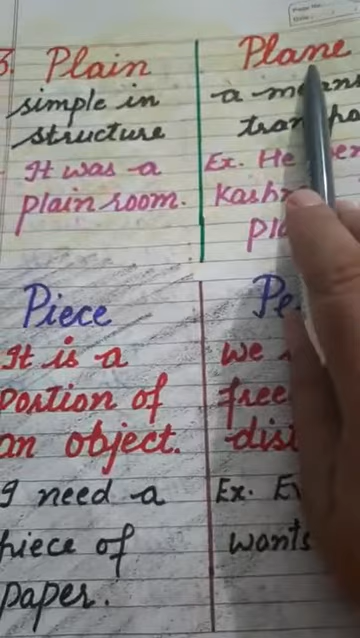 3. Plain
simple in
structure
It was a
plain room.
Plane
a means
Ex. He
Piece
It is a
portion of
an object.
I need a
piece of
paper.
we
free
Ex.
wants